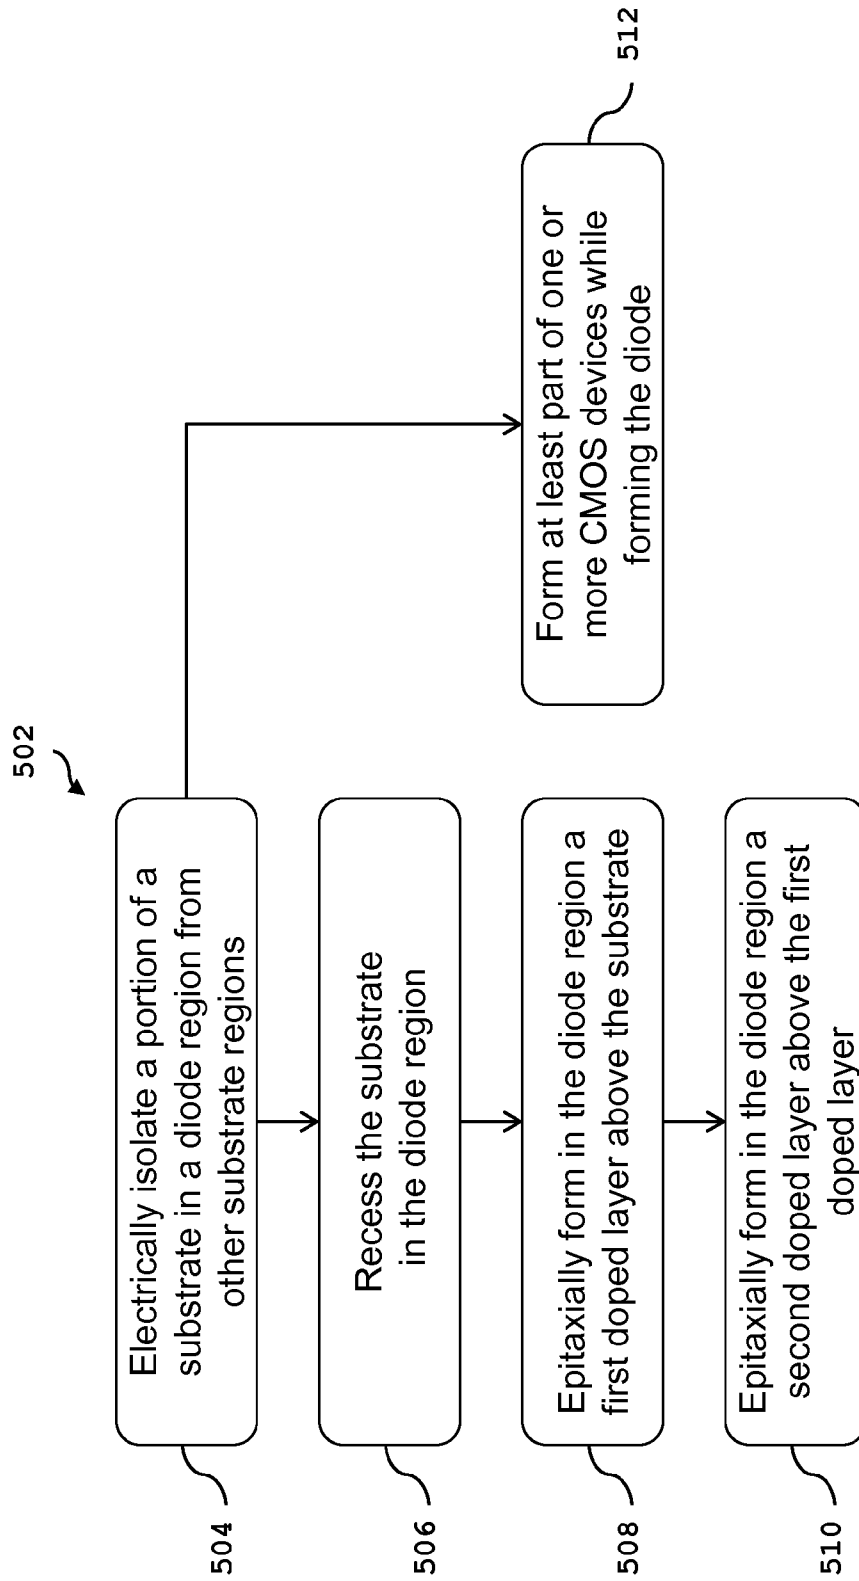 502
504
Electrically isolate a portion of a
substrate in a diode region from
other substrate regions
506
Recess the substrate
in the diode region
508
Epitaxially form in the diode region a
first doped layer above the substrate
510
Epitaxially form in the diode region a
second doped layer above the first
doped layer
Form at least part of one or
more CMOS devices while
forming the diode
512